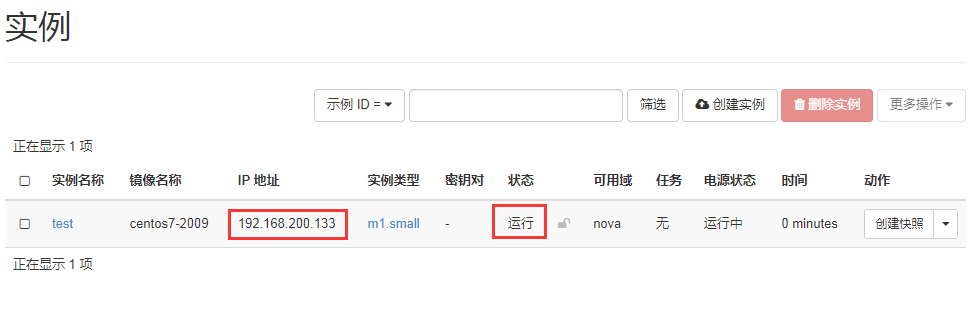 实例
示例 ID = 筛选 创建实例 删除实例 更多操作
正在显示 1 项
实例名称 镜像名称 IP 地址 实例类型 密钥对 状态 可用域 任务 电源状态 时间 动作
test centos7-2009 192.168.200.133 m1.small - 运行 nova 无 运行中 0 minutes 创建快照
正在显示 1 项